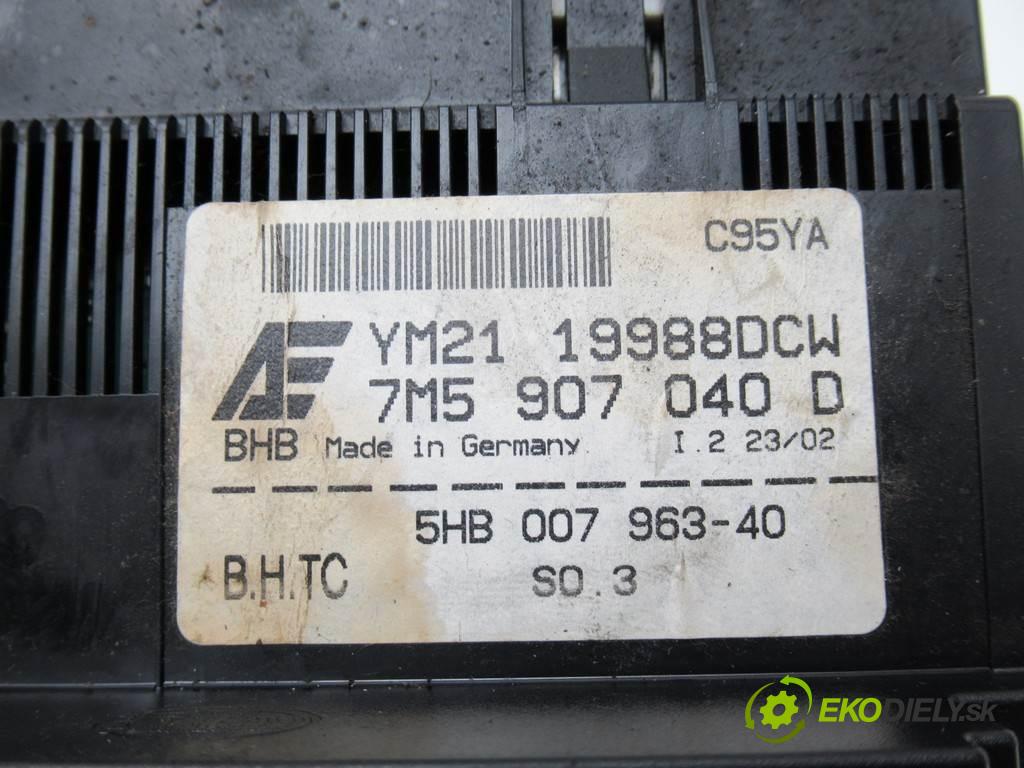 C95YA
AE YM21 19988DCW
7M5 907 040 D
BHB Made in Germany. I.2 23/02
5HB 007 963-40
B.H.TC SO.3
EKODIELY.sk